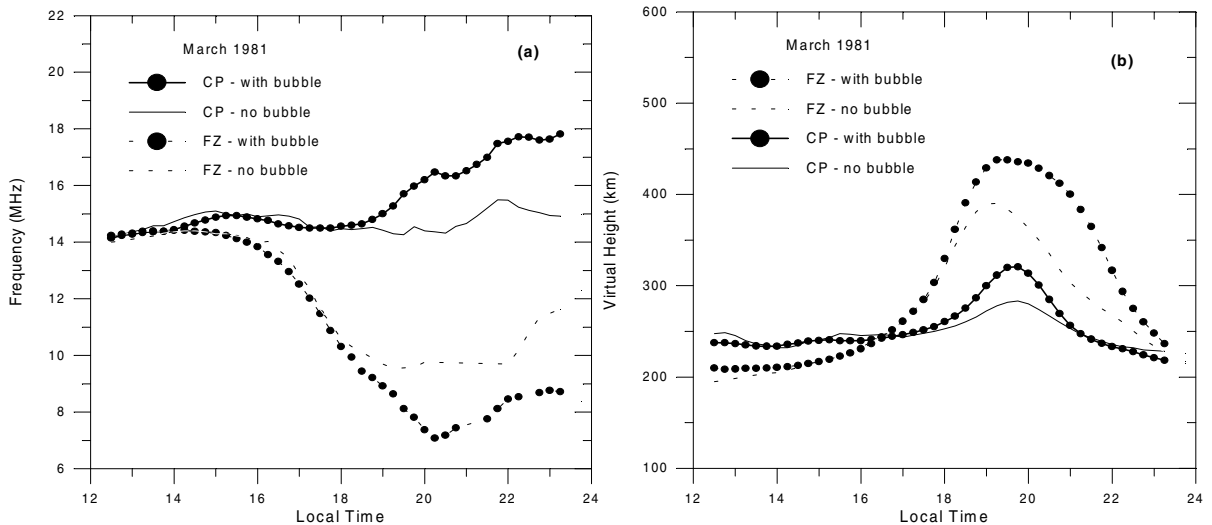 22
20
18
16
14
12
10
8
6
Frequency (MHz)
March 1981
(a)
CP - with bubble
CP - no bubble
FZ - with bubble
FZ - no bubble
12 14 16 18 20 22 24
Local Time
600
500
400
300
200
100
Virtual Height (km)
March 1981
(b)
FZ - with bubble
FZ - no bubble
CP - with bubble
CP - no bubble
12 14 16 18 20 22 24
Local Time